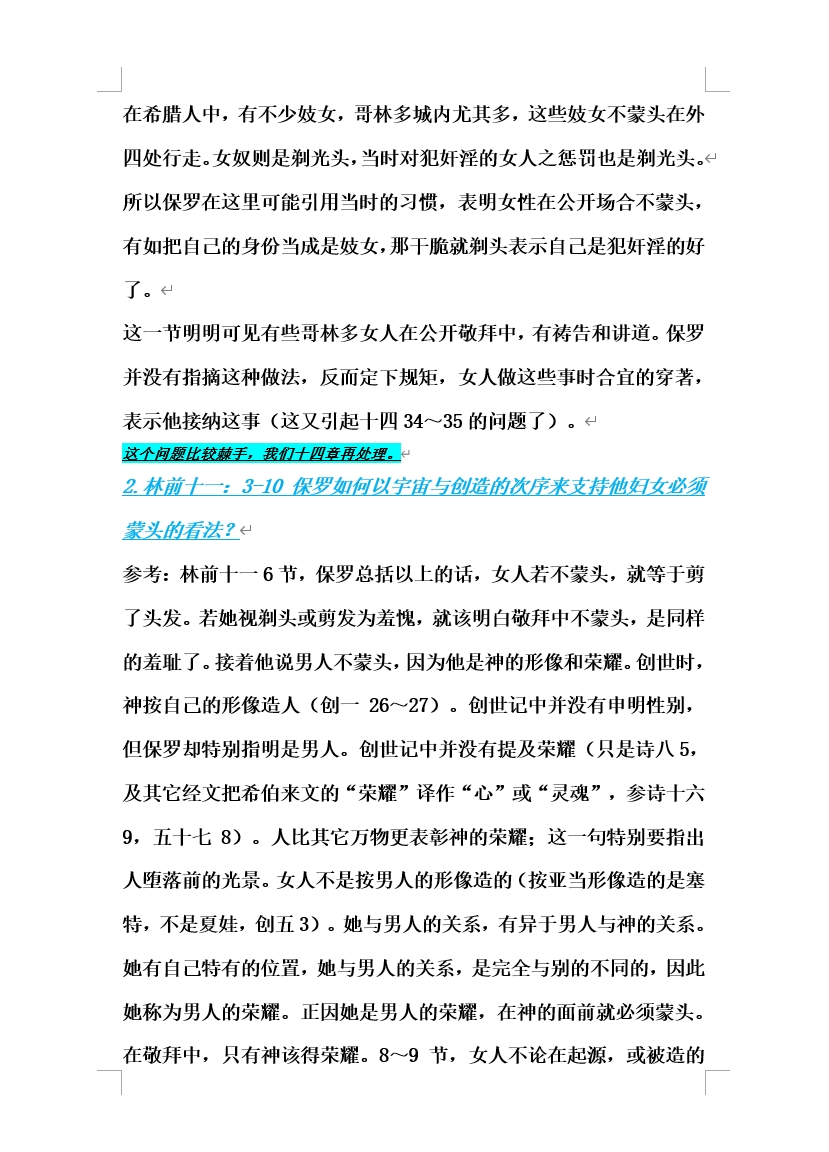 在希腊人中，有不少妓女，哥林多城内尤其多，这些妓女不蒙头在外
四处行走。女奴则是剃光头，当时对犯奸淫的女人之惩罚也是剃光头。
所以保罗在这里可能引用当时的习惯，表明女性在公开场合不蒙头，
有如把自己的身份当成是妓女，那干脆就剃头表示自己是犯奸淫的好
了。
这一节明明可见有些哥林多女人在公开敬拜中，有祷告和讲道。保罗
并没有指摘这种做法，反而定下规矩，女人做这些事时合宜的穿著，
表示他接纳这事（这又引起十四 34～35 的问题了）。
这个问题比较棘手，我们十四章再处理。
2.林前十一：3-10 保罗如何以宇宙与创造的次序来支持他妇女必须
蒙头的看法？
参考：林前十一 6 节，保罗总括以上的话，女人若不蒙头，就等于剪
了头发。若她视剃头或剪发为羞愧，就该明白敬拜中不蒙头，是同样
的羞耻了。接着他说男人不蒙头，因为他是神的形像和荣耀。创世时，
神按自己的形像造人（创一 26～27）。创世记中并没有申明性别，
但保罗却特别指明是男人。创世记中并没有提及荣耀（只是诗八 5，
及其它经文把希伯来文的“荣耀”译作“心”或“灵魂”，参诗十六
9，五十七 8）。人比其它万物更表彰神的荣耀；这一句特别要指出
人堕落前的光景。女人不是按男人的形像造的（按亚当形像造的是塞
特，不是夏娃，创五 3）。她与男人的关系，有异于男人与神的关系。
她有自己特有的位置，她与男人的关系，是完全与别的不同的，因此
她称为男人的荣耀。正因她是男人的荣耀，在神的面前就必须蒙头。
在敬拜中，只有神该得荣耀。8～9 节，女人不论在起源，或被造的